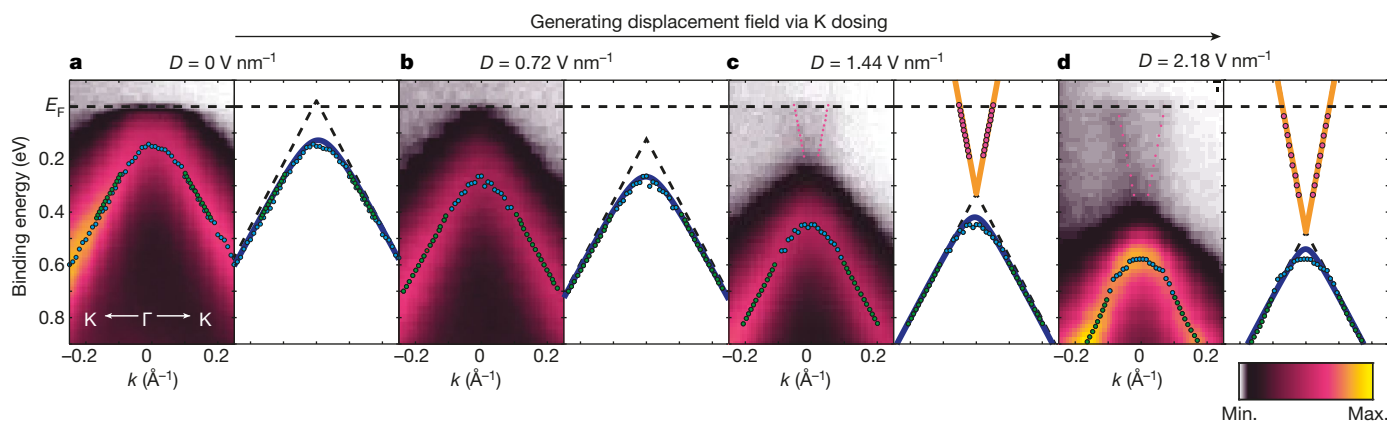 Generating displacement field via K dosing
a D = 0 V nm⁻¹ b D = 0.72 V nm⁻¹ c D = 1.44 V nm⁻¹ d D = 2.18 V nm⁻¹
E_F
0.2
0.4
0.6
0.8
Binding energy (eV)
K ← Γ → K
−0.2 0 0.2 −0.2 0 0.2 −0.2 0 0.2 −0.2 0 0.2
k (Å⁻¹) k (Å⁻¹) k (Å⁻¹) k (Å⁻¹)
Min. Max.